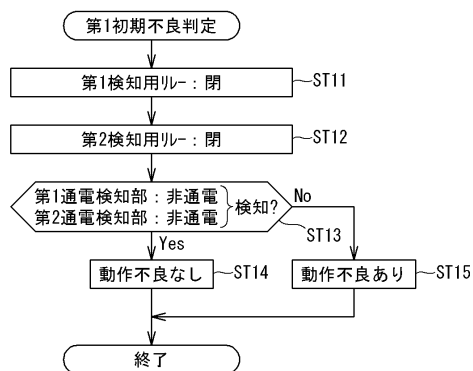 第1初期不良判定
第1検知用リレー：閉
ST11
第2検知用リレー：閉
ST12
第1通電検知部：非通電
第2通電検知部：非通電
検知?
No
ST13
Yes
動作不良なし
ST14
動作不良あり
ST15
終了